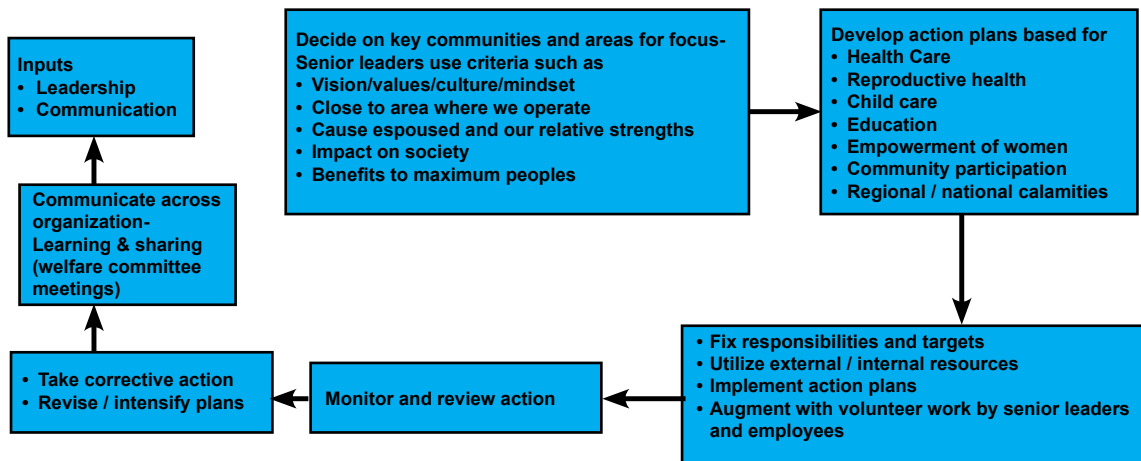 Inputs
• Leadership
• Communication
Decide on key communities and areas for focus-
Senior leaders use criteria such as
• Vision/values/culture/mindset
• Close to area where we operate
• Cause espoused and our relative strengths
• Impact on society
• Benefits to maximum peoples
Develop action plans based for
• Health Care
• Reproductive health
• Child care
• Education
• Empowerment of women
• Community participation
• Regional / national calamities
Communicate across
organization-
Learning & sharing
(welfare committee
meetings)
• Take corrective action
• Revise / intensify plans
Monitor and review action
• Fix responsibilities and targets
• Utilize external / internal resources
• Implement action plans
• Augment with volunteer work by senior leaders
and employees